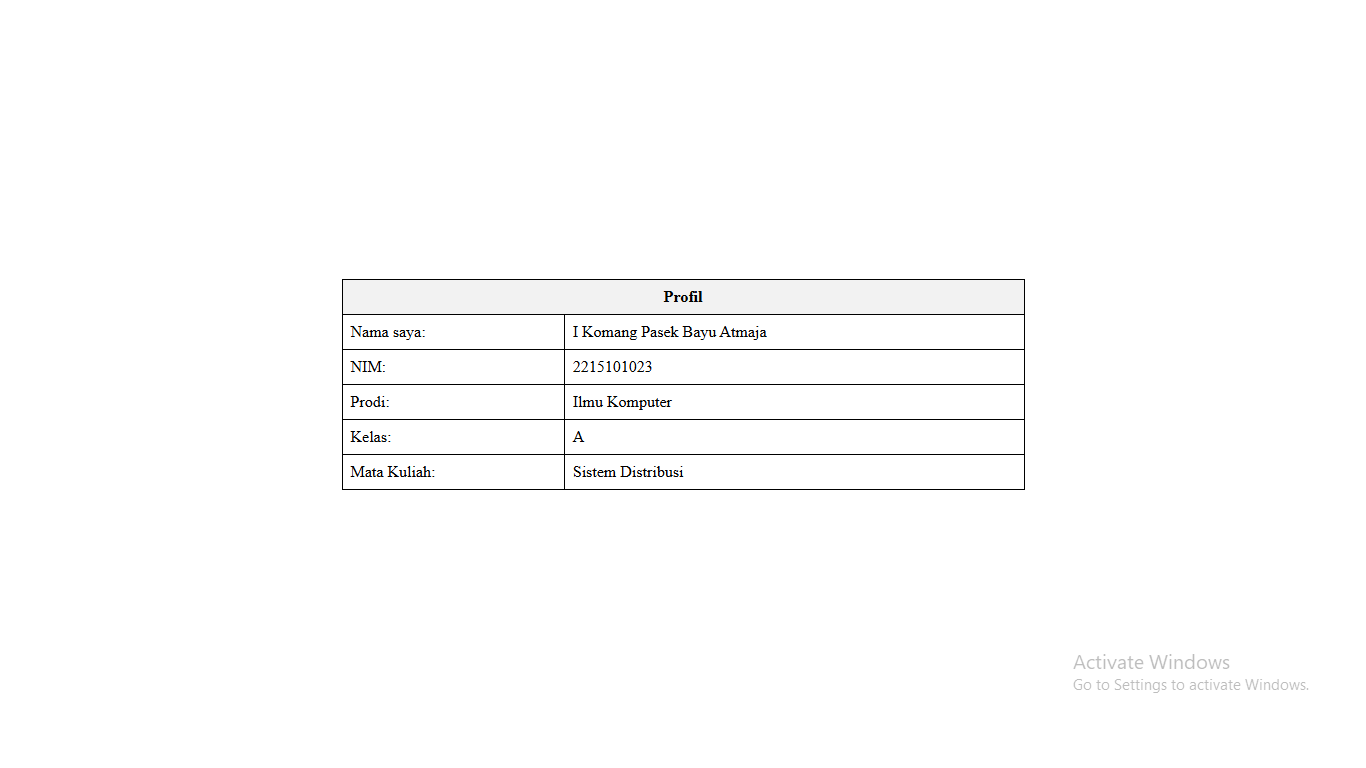 Profil
Nama saya: I Komang Pasek Bayu Atmaja
NIM: 2215101023
Prodi: Ilmu Komputer
Kelas: A
Mata Kuliah: Sistem Distribusi
Activate Windows
Go to Settings to activate Windows.